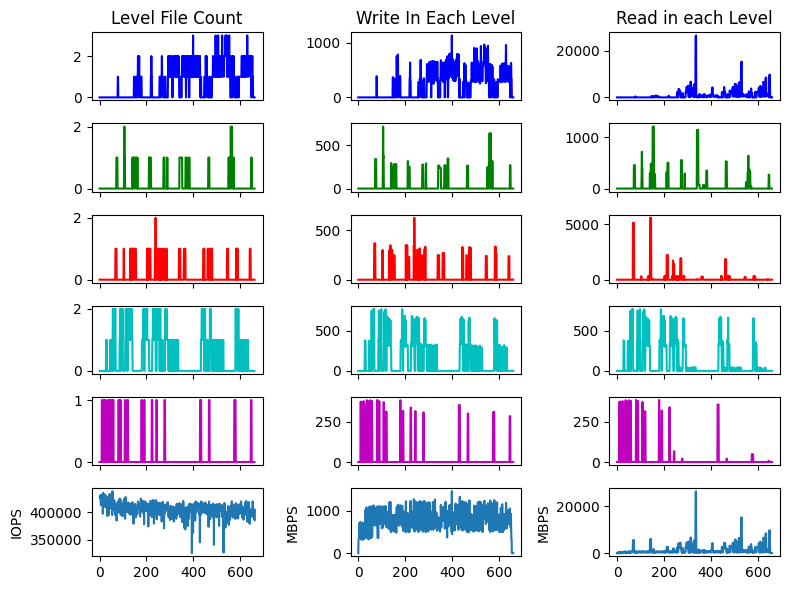 Level File Count Write In Each Level Read in each Level
2 1000 20000
0 0 10000
0
2 500 1000
0 0 0
2 500 5000
0 0 0
2 500 500
0 0 0
1 250 250
0 0 0
IOPS 400000 MBPS 1000 MBPS 20000
350000 0 0
0 200 400 600 0 200 400 600 0 200 400 600